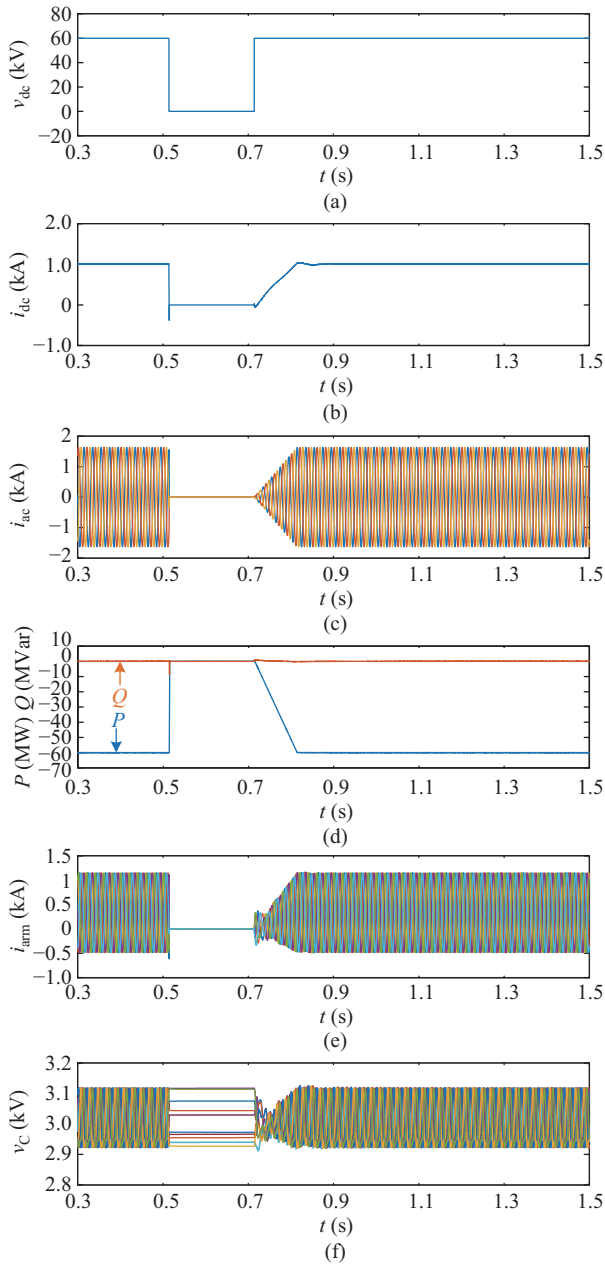 80
60
40
20
0
−20
v_dc (kV)
0.3 0.5 0.7 0.9 1.1 1.3 1.5
t (s)
(a)
2.0
1.0
0
−1.0
i_dc (kA)
0.3 0.5 0.7 0.9 1.1 1.3 1.5
t (s)
(b)
2
1
0
−1
−2
i_ac (kA)
0.3 0.5 0.7 0.9 1.1 1.3 1.5
t (s)
(c)
10
0
−10
−20
−30
−40
−50
−60
−70
P (MW) Q (MVar)
Q
P
0.3 0.5 0.7 0.9 1.1 1.3 1.5
t (s)
(d)
1.5
1
0.5
0
−0.5
−1.0
i_arm (kA)
0.3 0.5 0.7 0.9 1.1 1.3 1.5
t (s)
(e)
3.2
3.1
3.0
2.9
2.8
v_C (kV)
0.3 0.5 0.7 0.9 1.1 1.3 1.5
t (s)
(f)